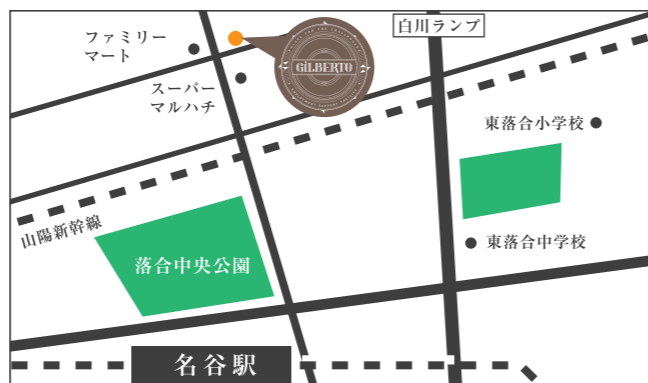 白川ランプ
ファミリー
マート
GiLBERTO
スーパー
マルハチ
東落合小学校
山陽新幹線
東落合中学校
落合中央公園
名谷駅